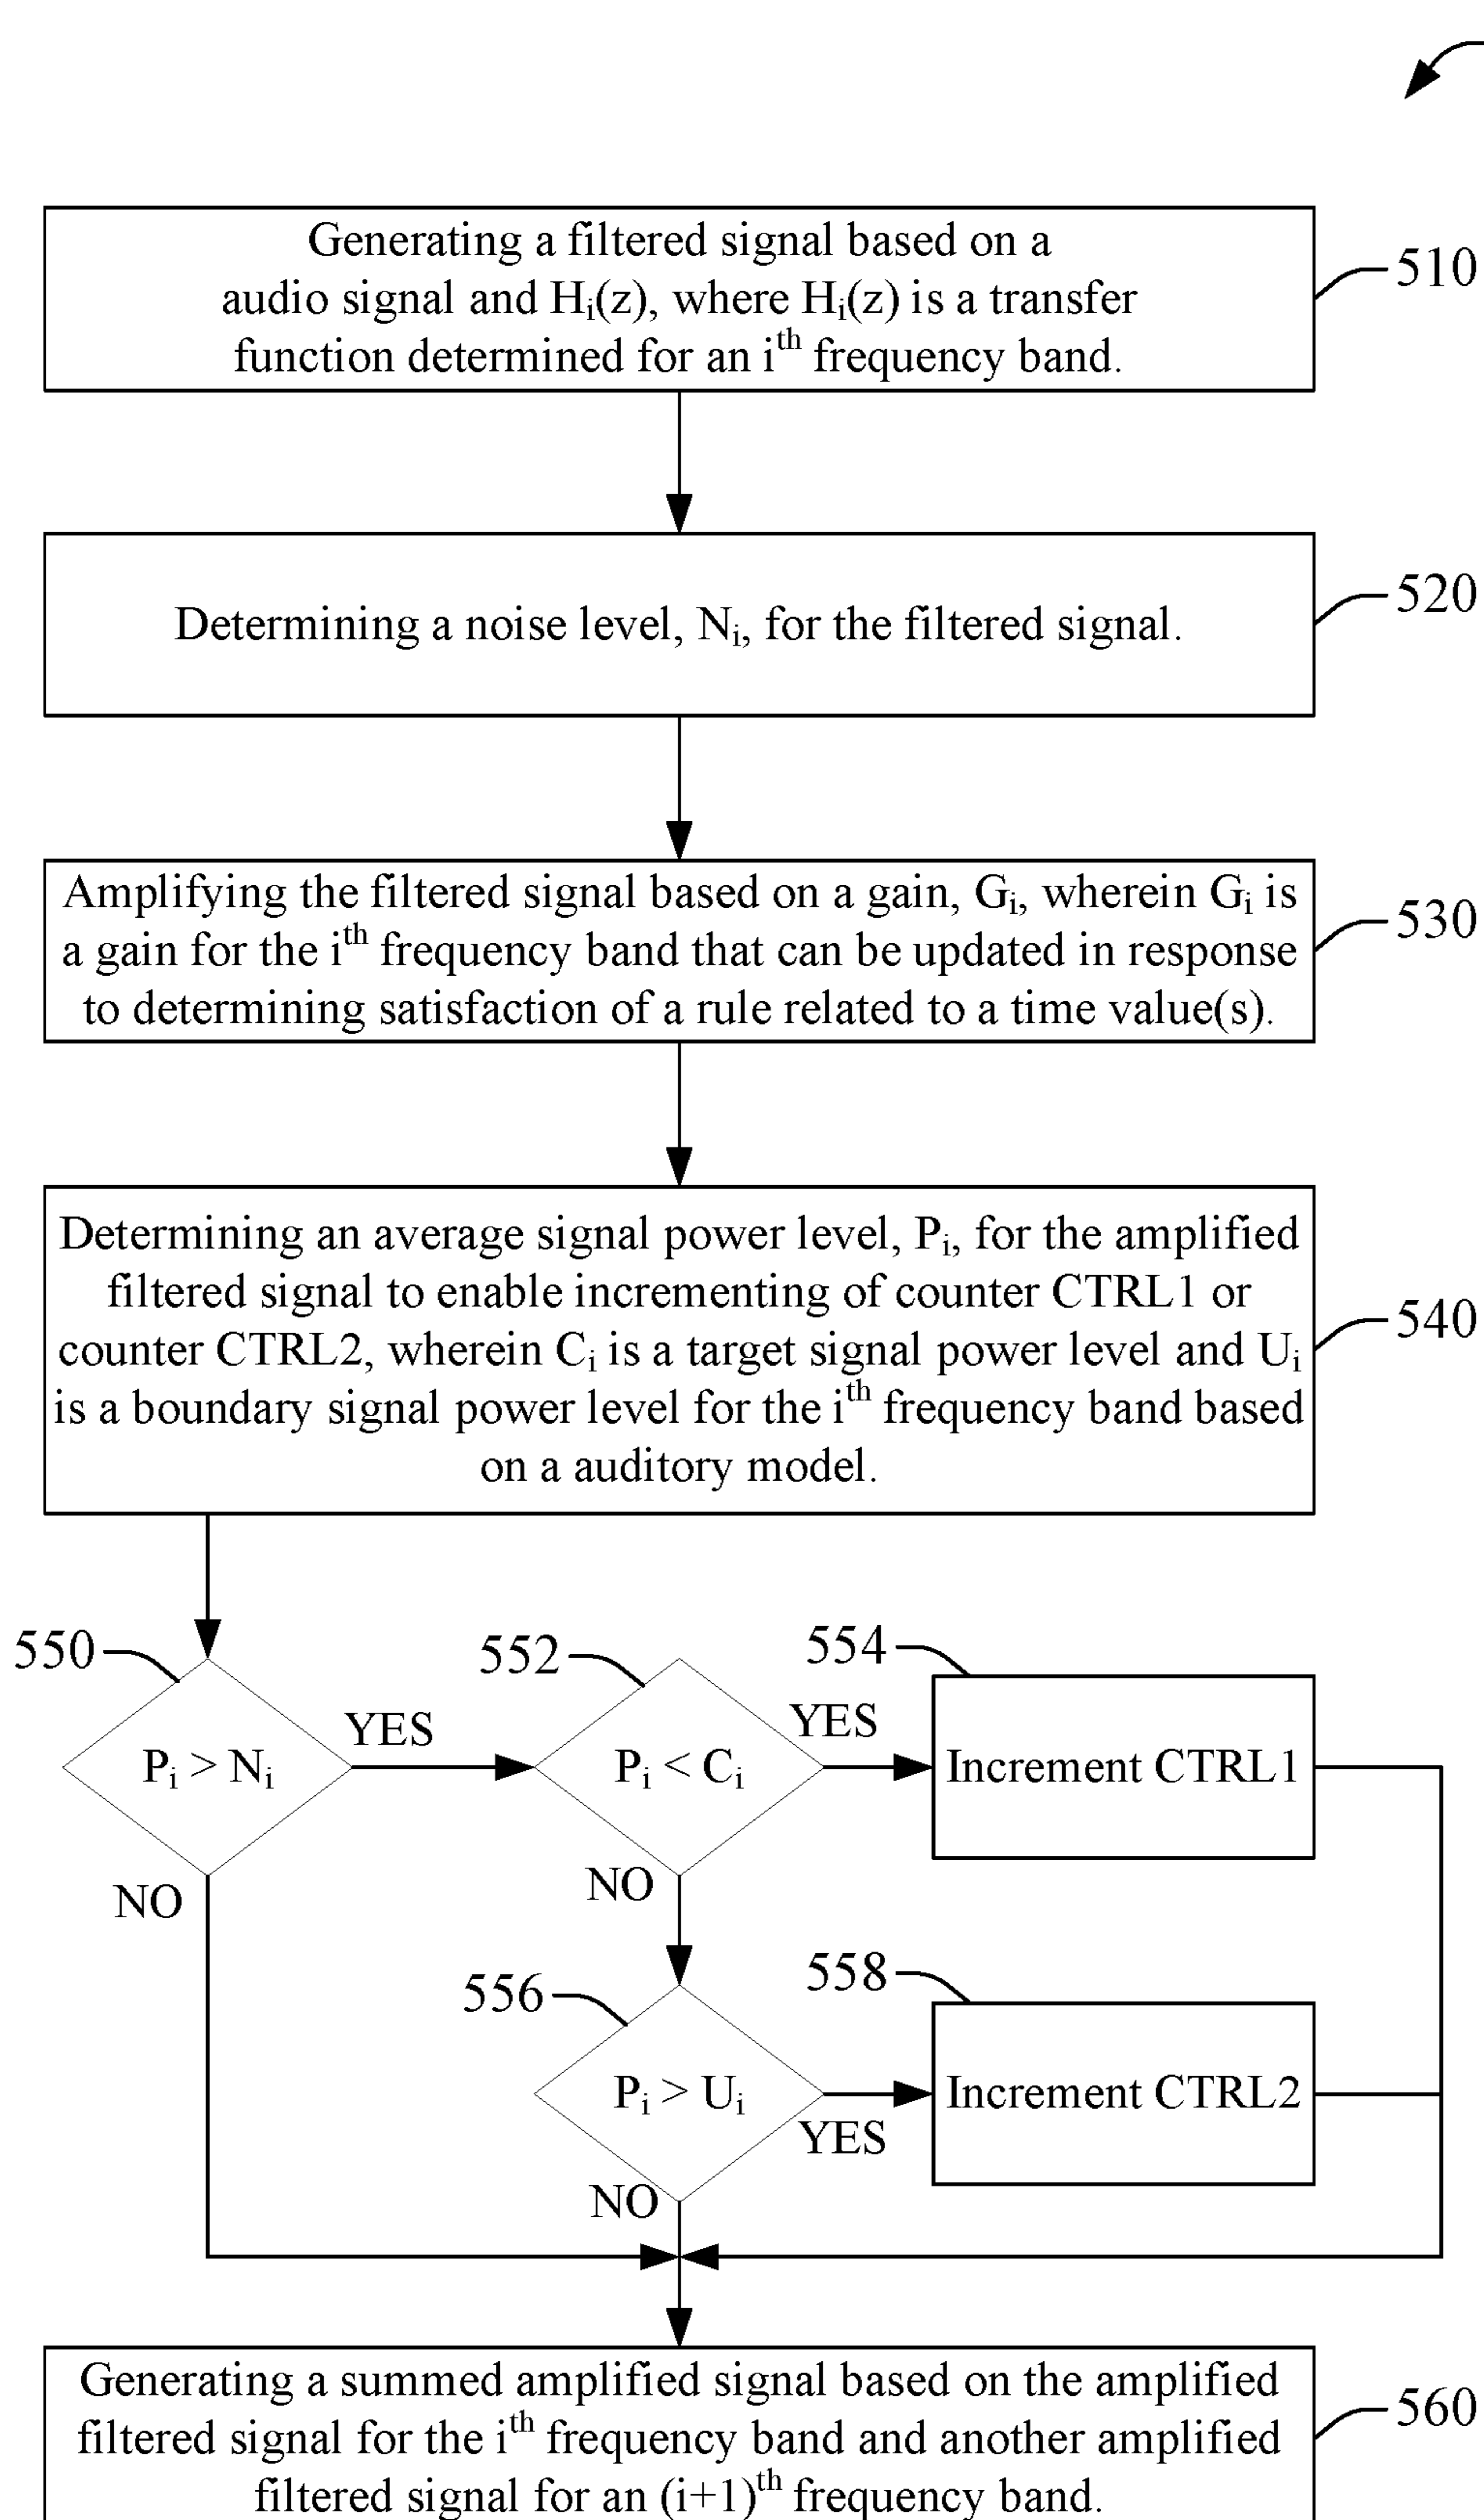 Generating a filtered signal based on a
audio signal and Hi(z), where Hi(z) is a transfer
function determined for an ith frequency band.
510
Determining a noise level, Ni, for the filtered signal.
520
Amplifying the filtered signal based on a gain, Gi, wherein Gi is
a gain for the ith frequency band that can be updated in response
to determining satisfaction of a rule related to a time value(s).
530
Determining an average signal power level, Pi, for the amplified
filtered signal to enable incrementing of counter CTRL1 or
counter CTRL2, wherein Ci is a target signal power level and Ui
is a boundary signal power level for the ith frequency band based
on a auditory model.
540
550
Pi > Ni
YES
NO
552
Pi < Ci
YES
NO
554
Increment CTRL1
556
Pi > Ui
YES
NO
558
Increment CTRL2
Generating a summed amplified signal based on the amplified
filtered signal for the ith frequency band and another amplified
filtered signal for an (i+1)th frequency band.
560